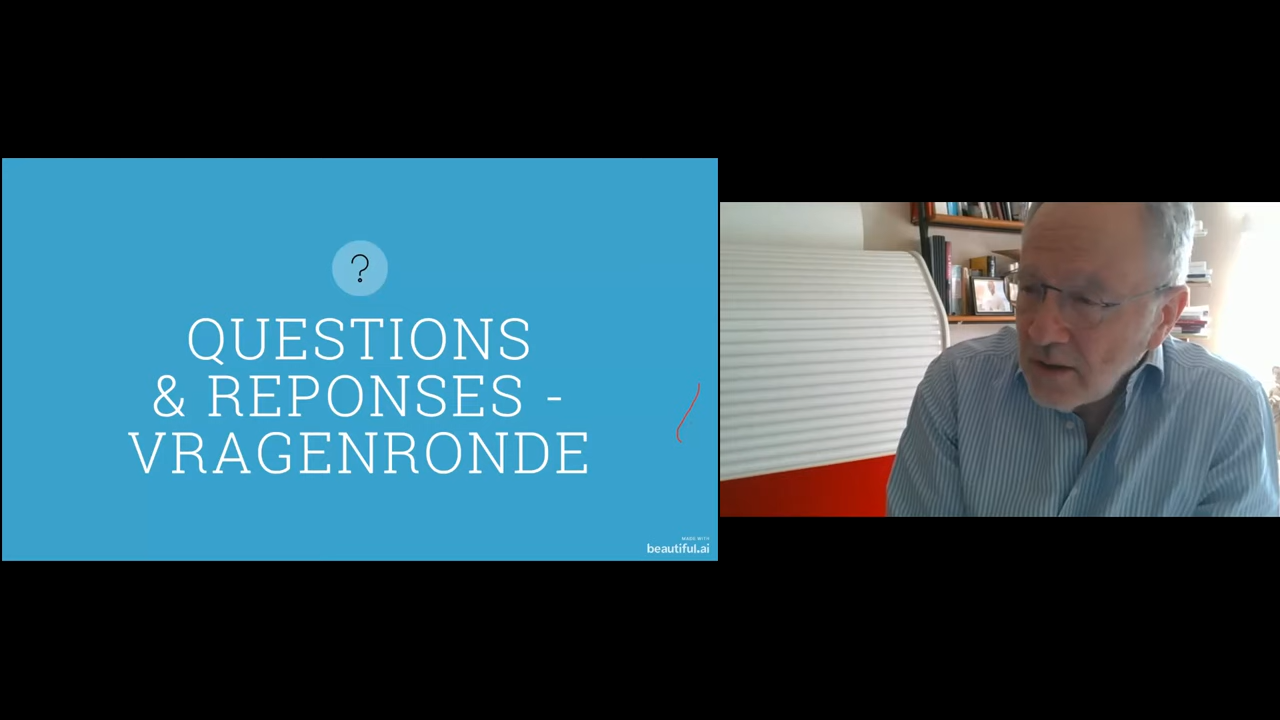 ?
QUESTIONS
& REPONSES -
VRAGENRONDE
MADE WITH
beautiful.ai